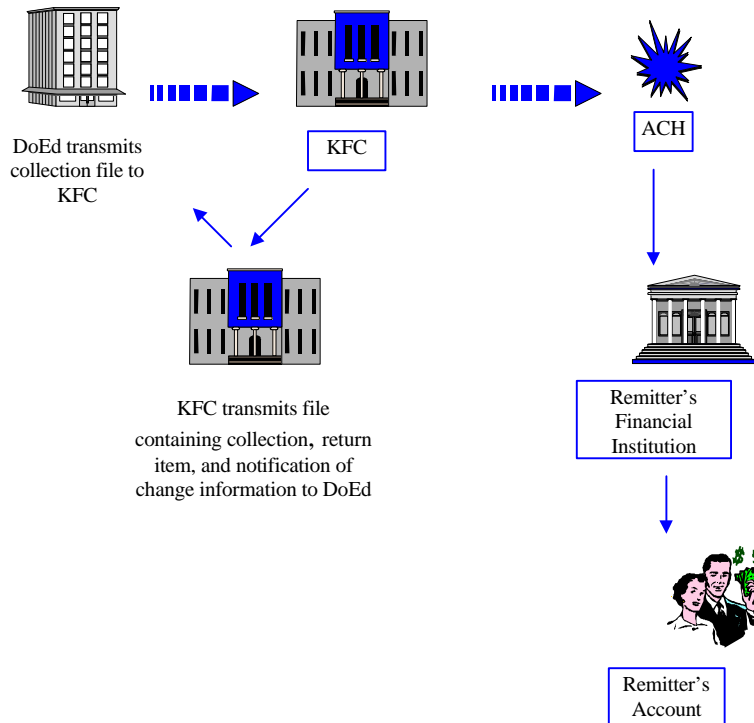 DoEd transmits
collection file to
KFC
KFC
ACH
KFC transmits file
containing collection, return
item, and notification of
change information to DoEd
Remitter's
Financial
Institution
$ $
Remitter's
Account